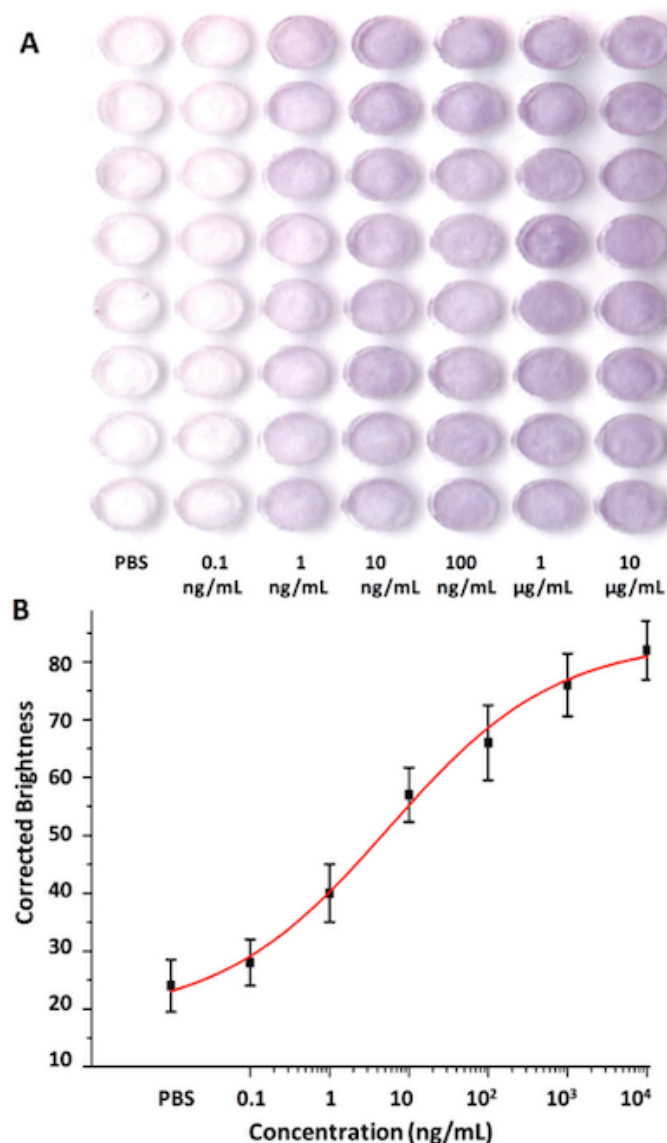 A
PBS 0.1 1 10 100 1 10
ng/mL ng/mL ng/mL ng/mL µg/mL µg/mL
B
80
70
60
50
40
30
20
10
Corrected Brightness
PBS 0.1 1 10 10² 10³ 10⁴
Concentration (ng/mL)